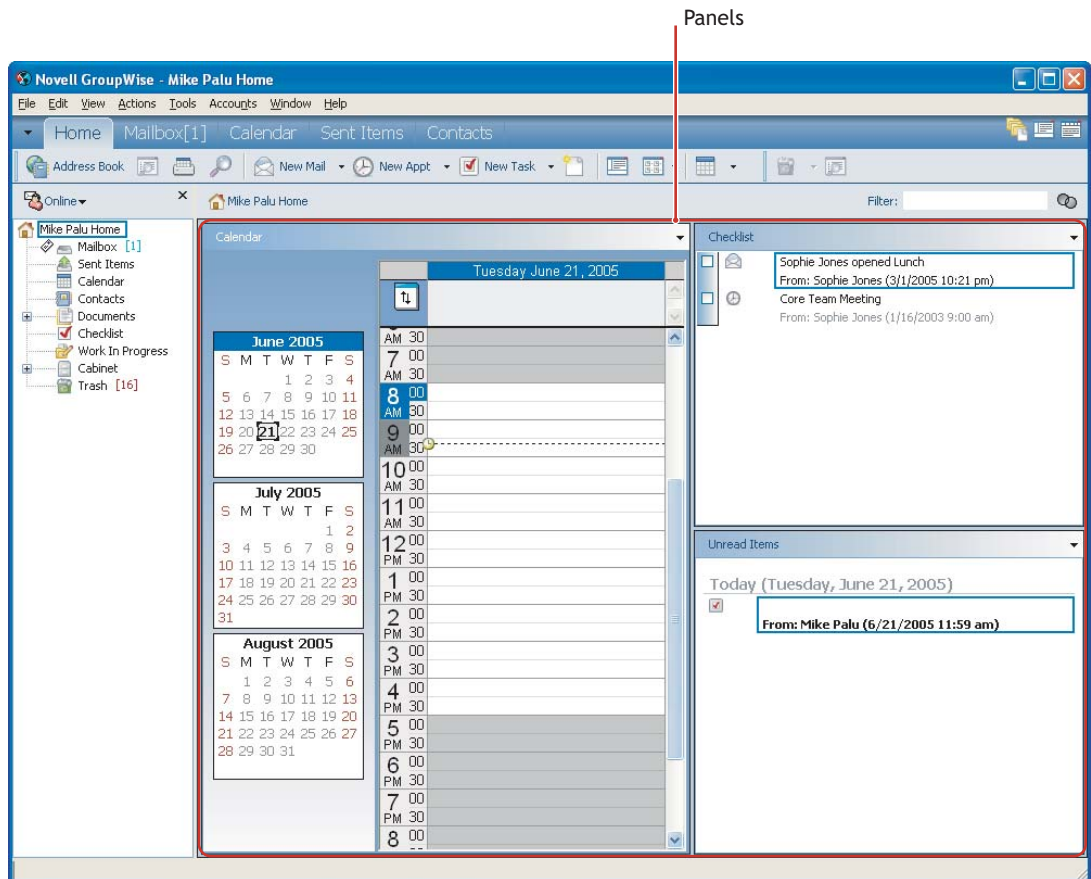 Panels
Novell GroupWise - Mike Palu Home
File Edit View Actions Tools Accounts Window Help
Home Mailbox[1] Calendar Sent Items Contacts
Address Book New Mail New Appt New Task
Online Mike Palu Home Filter:
Mike Palu Home
Mailbox [1]
Sent Items
Calendar
Contacts
Documents
Checklist
Work In Progress
Cabinet
Trash [16]
Calendar
June 2005
S M T W T F S
1 2 3 4
5 6 7 8 9 10 11
12 13 14 15 16 17 18
19 20 21 22 23 24 25
26 27 28 29 30
July 2005
S M T W T F S
1 2
3 4 5 6 7 8 9
10 11 12 13 14 15 16
17 18 19 20 21 22 23
24 25 26 27 28 29 30
31
August 2005
S M T W T F S
1 2 3 4 5 6
7 8 9 10 11 12 13
14 15 16 17 18 19 20
21 22 23 24 25 26 27
28 29 30 31
Tuesday June 21, 2005
AM 30
7 00
AM 30
8 00
AM 30
9 00
AM 30
10 00
AM 30
11 00
AM 30
12 00
PM 30
1 00
PM 30
2 00
PM 30
3 00
PM 30
4 00
PM 30
5 00
PM 30
6 00
PM 30
7 00
PM 30
8 00
Checklist
Sophie Jones opened Lunch
From: Sophie Jones (3/1/2005 10:21 pm)
Core Team Meeting
From: Sophie Jones (1/16/2003 9:00 am)
Unread Items
Today (Tuesday, June 21, 2005)
From: Mike Palu (6/21/2005 11:59 am)